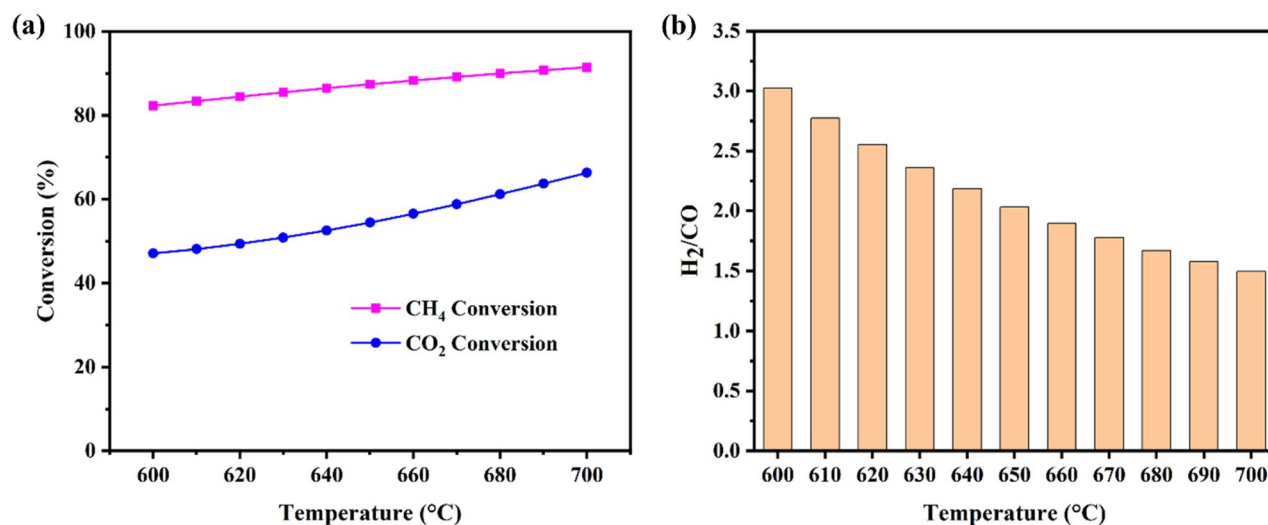 (a)
100
80
60
40
20
0
Conversion (%)
CH₄ Conversion
CO₂ Conversion
600 620 640 660 680 700
Temperature (°C)
(b)
3.5
3.0
2.5
2.0
1.5
1.0
0.5
0.0
H₂/CO
600 610 620 630 640 650 660 670 680 690 700
Temperature (°C)